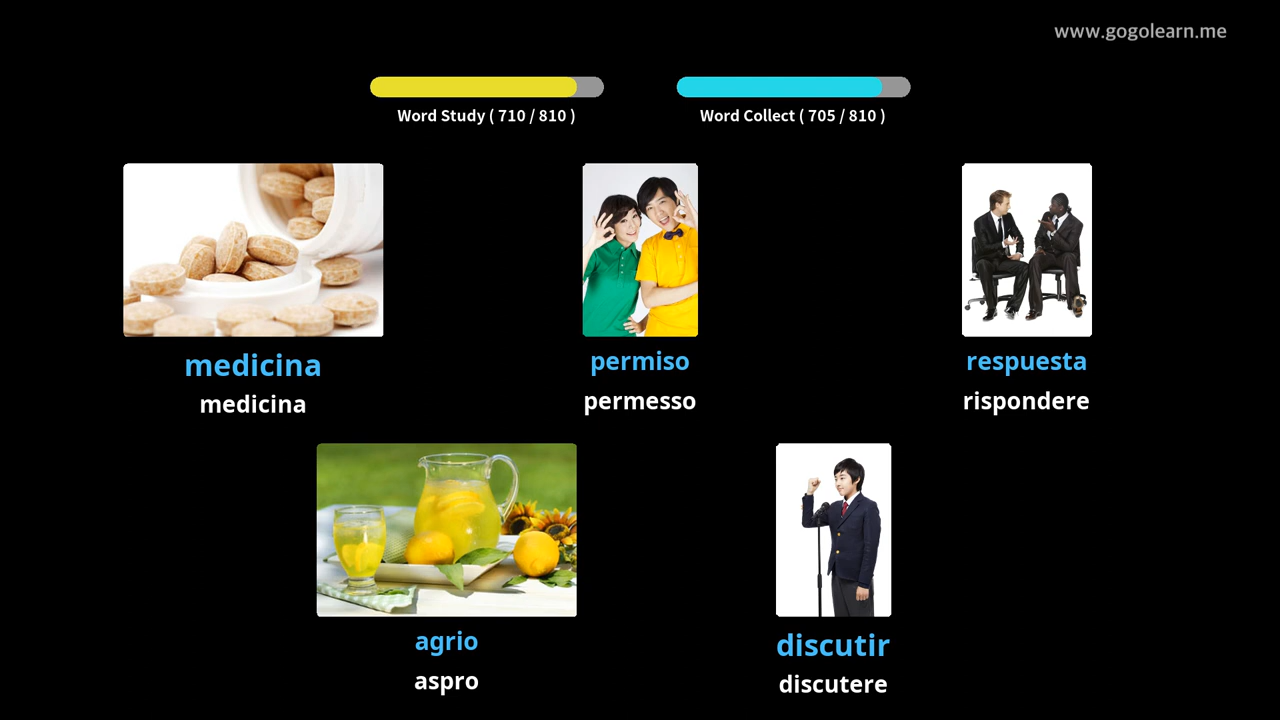 www.gogolearn.me
Word Study ( 710 / 810 )
Word Collect ( 705 / 810 )
medicina
medicina
permiso
permesso
respuesta
rispondere
agrio
aspro
discutir
discutere